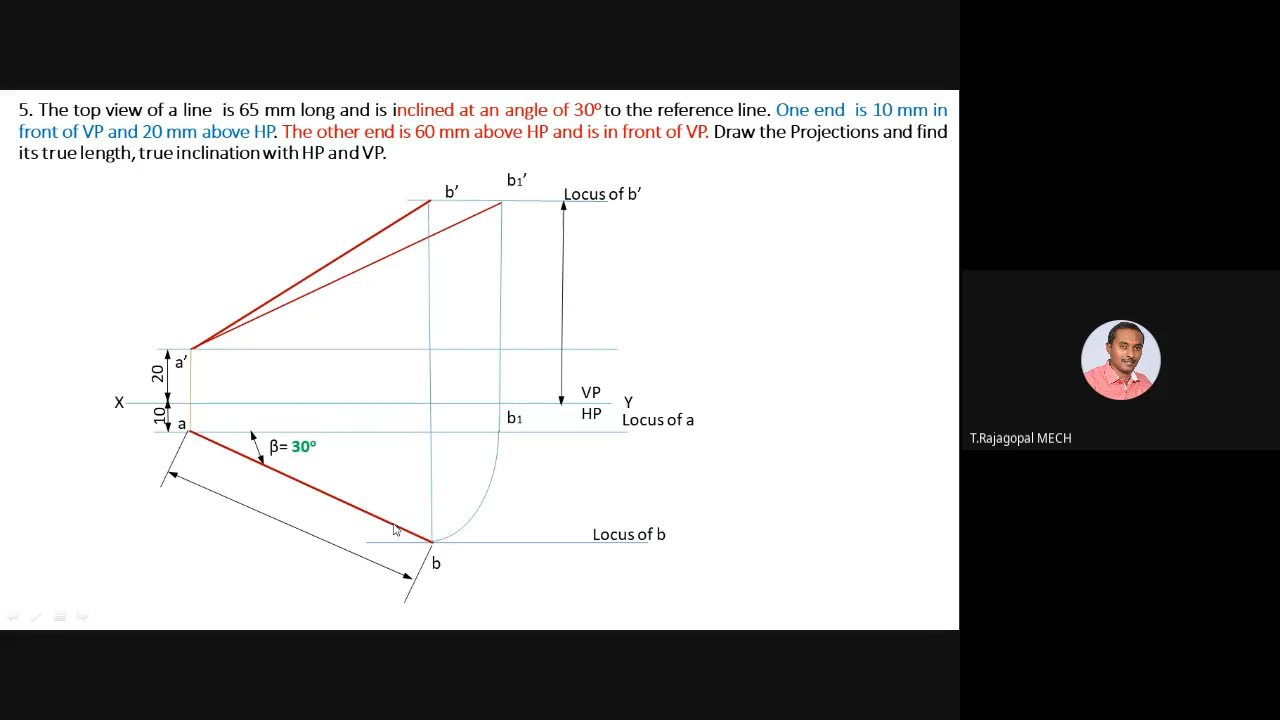 5. The top view of a line is 65 mm long and is inclined at an angle of 30º to the reference line. One end is 10 mm in
front of VP and 20 mm above HP. The other end is 60 mm above HP and is in front of VP. Draw the Projections and find
its true length, true inclination with HP and VP.
b1’
b’
Locus of b’
a’
20
VP
X
Y
HP
10
b1
Locus of a
a
β= 30º
T.Rajagopal MECH
Locus of b
b